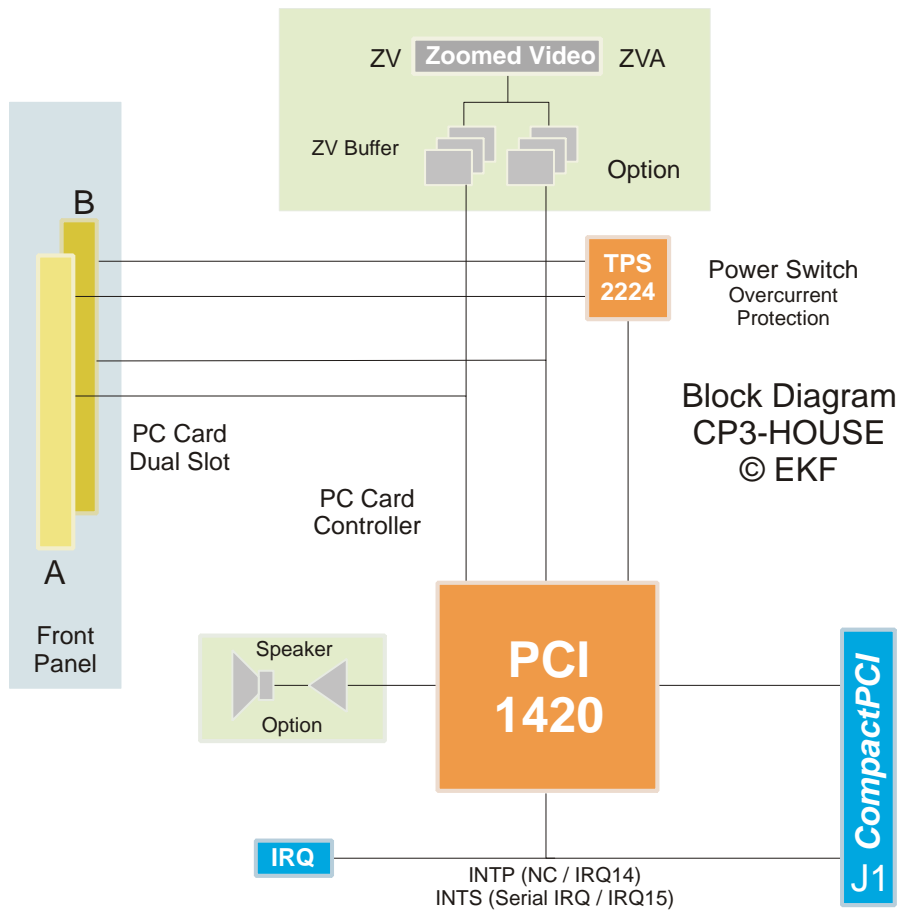 ZV Zoomed Video ZVA
ZV Buffer
Option
B
TPS
2224
Power Switch
Overcurrent
Protection
Block Diagram
CP3-HOUSE
© EKF
PC Card
Dual Slot
PC Card
Controller
A
Front
Panel
Speaker
Option
PCI
1420
CompactPCI
J1
IRQ
INTP (NC / IRQ14)
INTS (Serial IRQ / IRQ15)